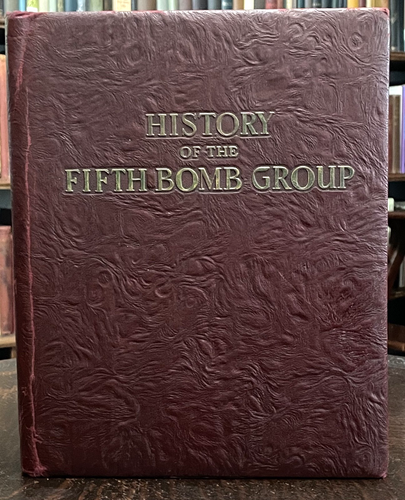 HISTORY
OF THE
FIFTH BOMB GROUP